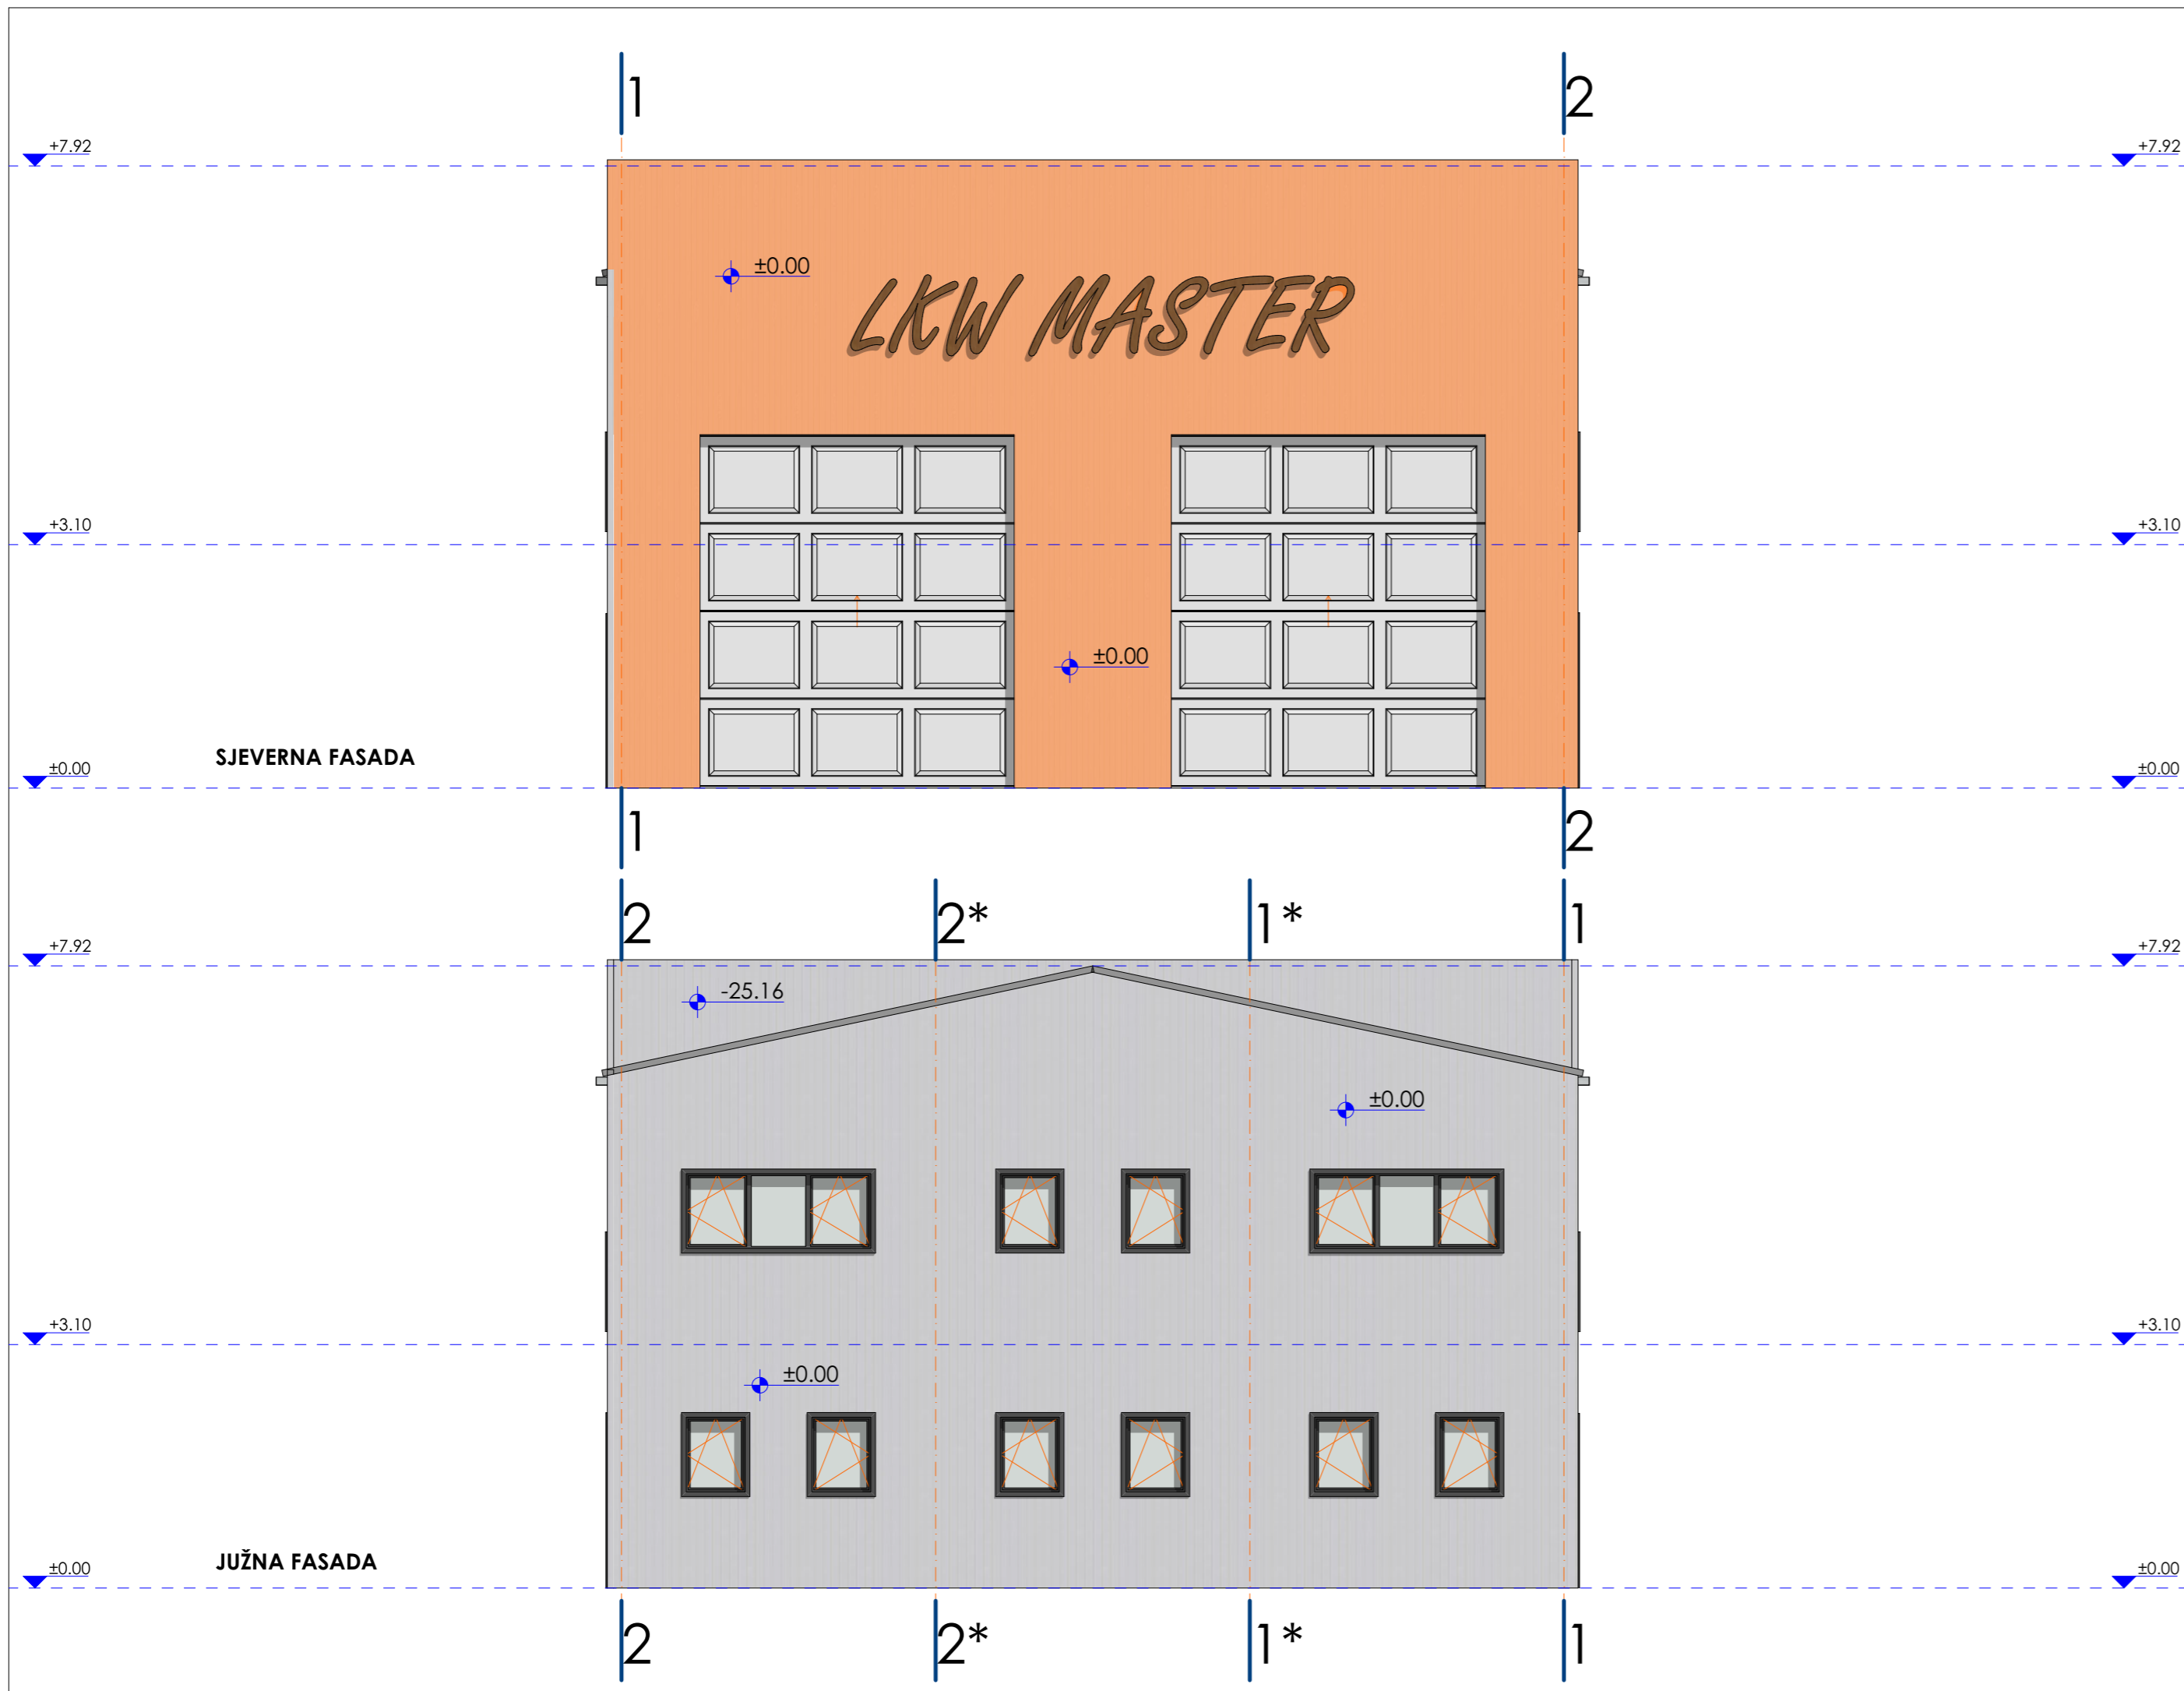 1 2
+7.92 +7.92
±0.00
LKW MASTER
+3.10 +3.10
±0.00
SJEVERNA FASADA
±0.00 ±0.00
1 2
2 2* 1* 1
+7.92 +7.92
-25.16
±0.00
+3.10 +3.10
±0.00
JUŽNA FASADA
±0.00 ±0.00
2 2* 1* 1